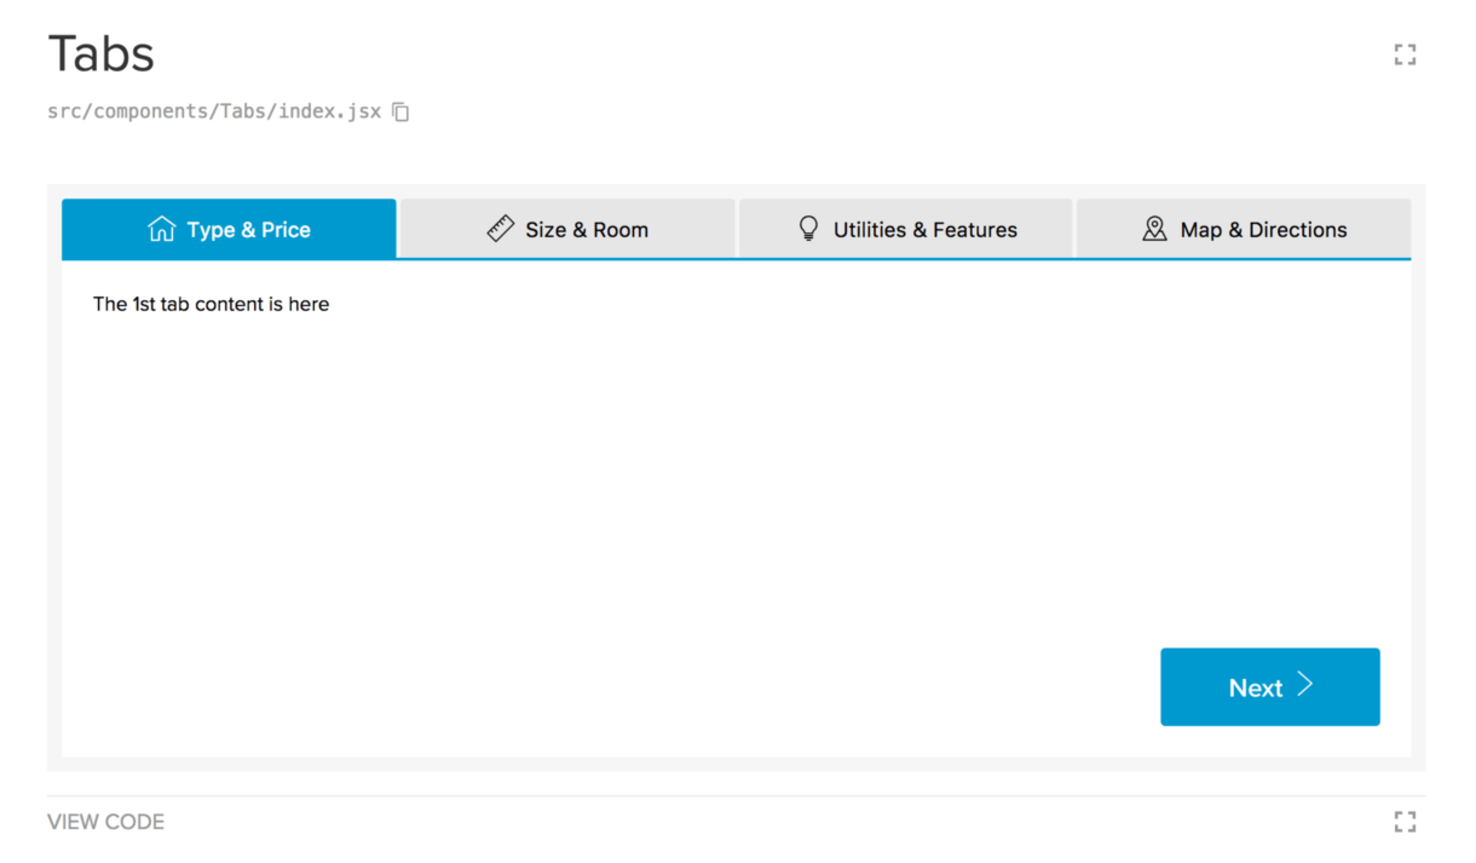 Tabs
src/components/Tabs/index.jsx
Type & Price
Size & Room
Utilities & Features
Map & Directions
The 1st tab content is here
Next
VIEW CODE